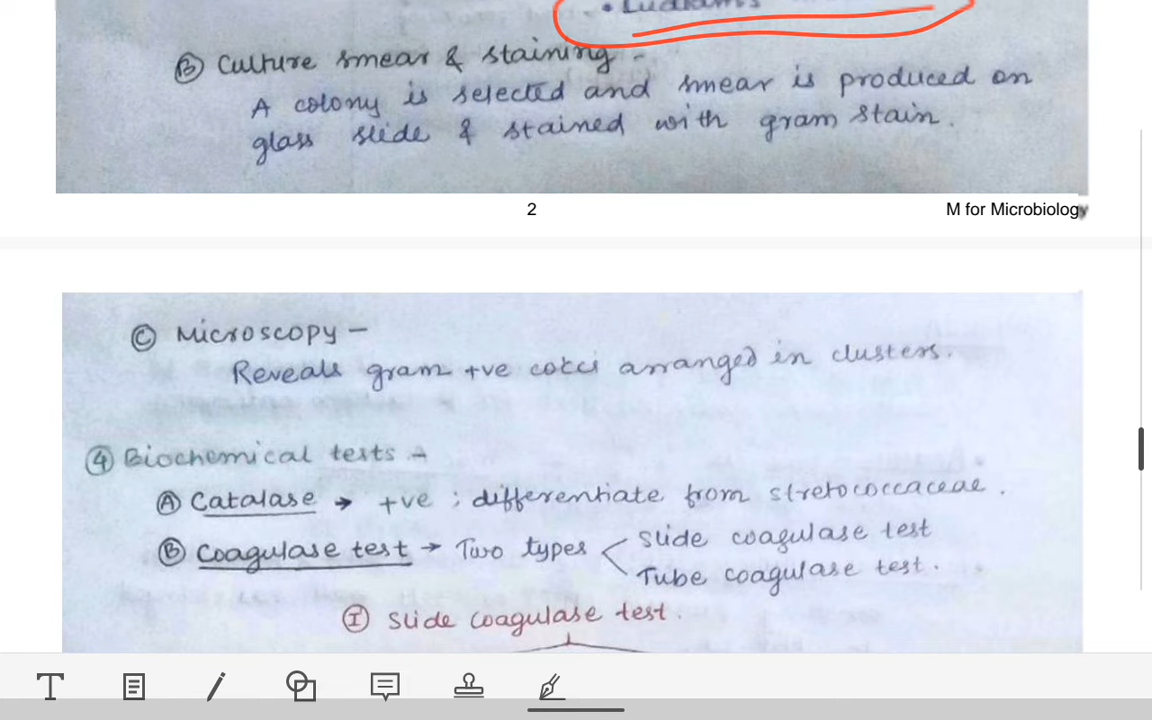 • Ludlam's
Ⓑ Culture smear & staining -
A colony is selected and smear is produced on
glass slide & stained with gram stain.
2
M for Microbiology
Ⓒ Microscopy -
Reveals gram +ve cocci arranged in clusters.
④ Biochemical tests -
Ⓐ Catalase → +ve ; differentiate from stretococcaceae.
Ⓑ Coagulase test → Two types < Slide coagulase test
Tube coagulase test.
Ⓘ Slide coagulase test.
T